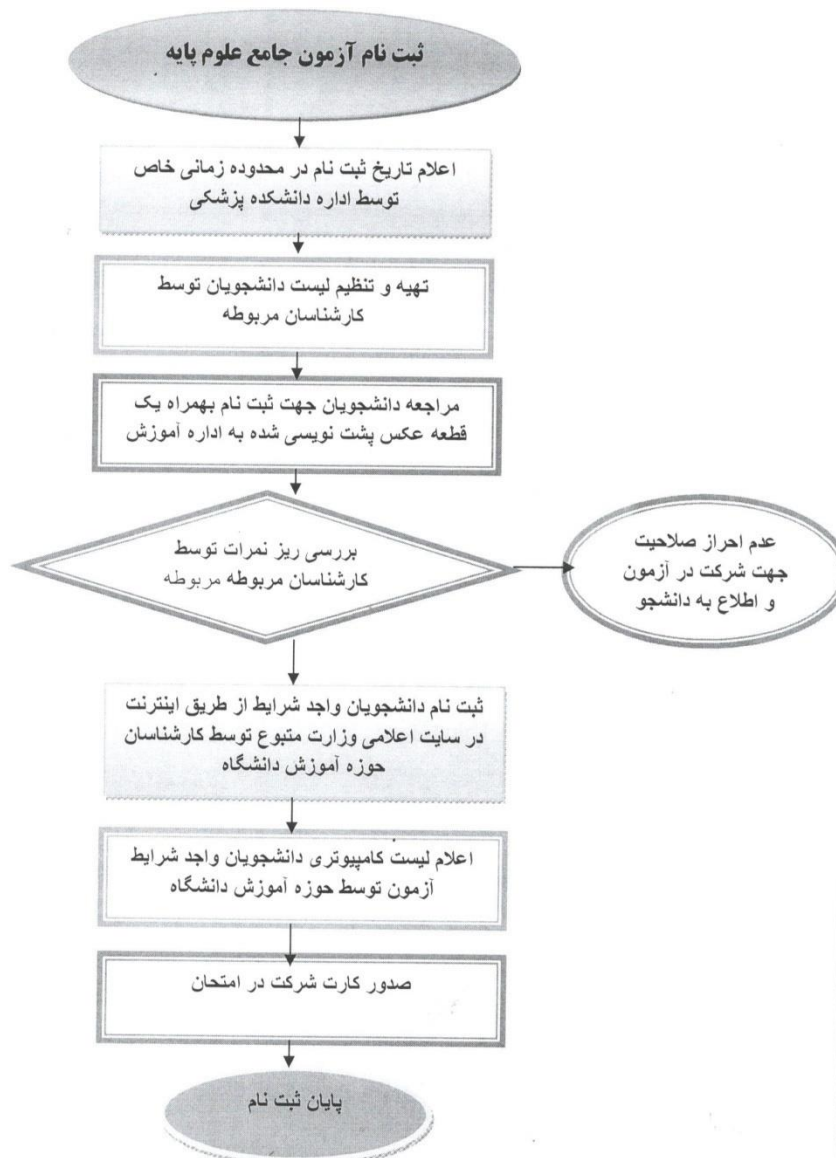 ثبت نام آزمون جامع علوم پایه
اعلام تاریخ ثبت نام در محدوده زمانی خاص
توسط اداره دانشکده پزشکی
تهیه و تنظیم لیست دانشجویان توسط
کارشناسان مربوطه
مراجعه دانشجویان جهت ثبت نام بهمراه یک
قطعه عکس پشت نویسی شده به اداره آموزش
بررسی ریز نمرات توسط
کارشناسان مربوطه مربوطه
عدم احراز صلاحیت
جهت شرکت در آزمون
و اطلاع به دانشجو
ثبت نام دانشجویان واجد شرایط از طریق اینترنت
در سایت اعلامی وزارت متبوع توسط کارشناسان
حوزه آموزش دانشگاه
اعلام لیست کامپیوتری دانشجویان واجد شرایط
آزمون توسط حوزه آموزش دانشگاه
صدور کارت شرکت در امتحان
پایان ثبت نام